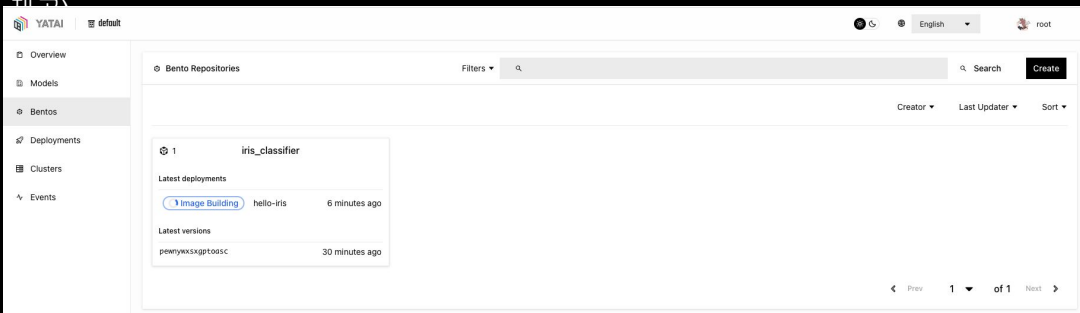 YATAI
default
English
root
Overview
Models
Bentos
Deployments
Clusters
Events
Bento Repositories
Filters
Search
Create
Creator
Last Updater
Sort
1 iris_classifier
Latest deployments
Image Building hello-iris 6 minutes ago
Latest versions
pewnywxsxgptoasc 30 minutes ago
Prev 1 of 1 Next